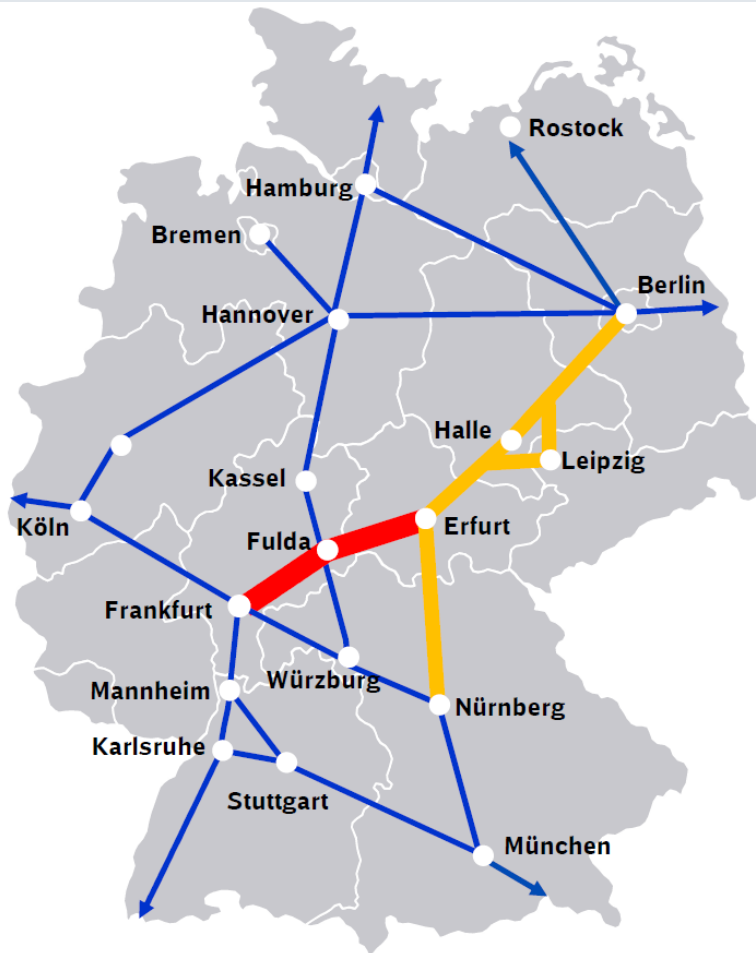 Rostock
Hamburg
Bremen
Berlin
Hannover
Halle
Leipzig
Kassel
Köln
Erfurt
Fulda
Frankfurt
Würzburg
Mannheim
Nürnberg
Karlsruhe
Stuttgart
München